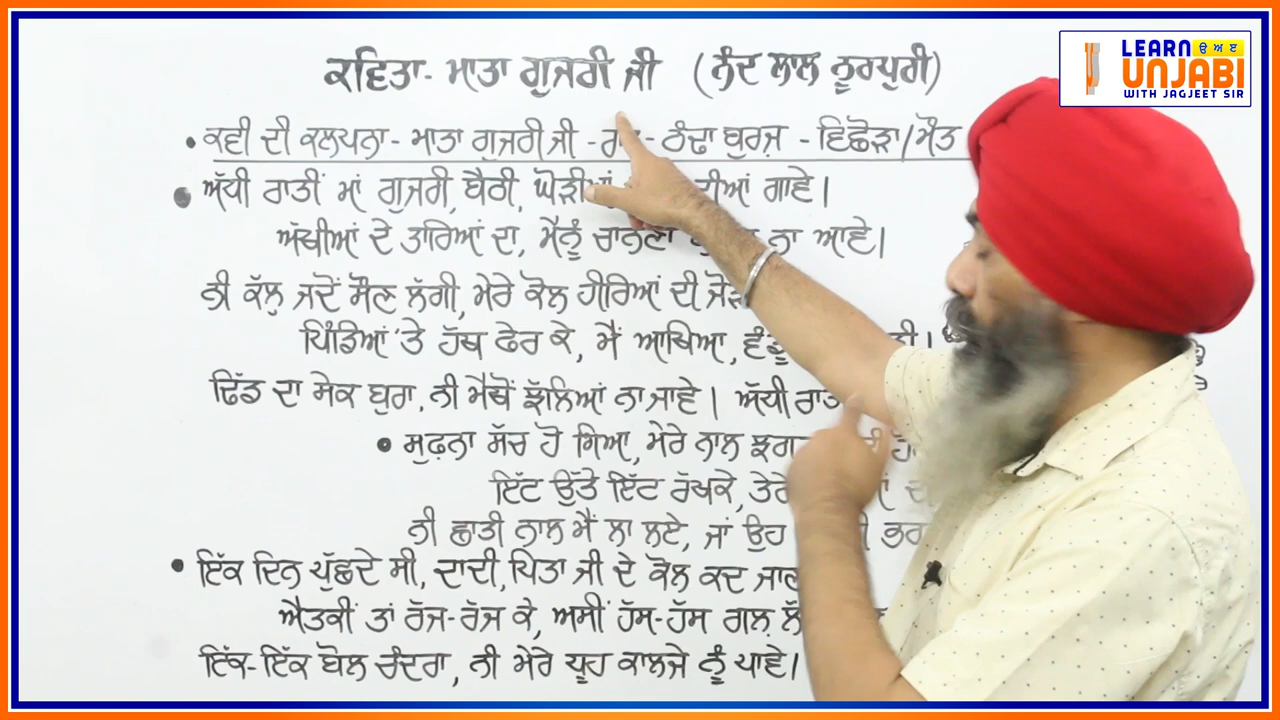 ਕਵਿਤਾ- ਮਾਤਾ ਗੁਜਰੀ ਜੀ (ਨੰਦ ਲਾਲ ਨੂਰਪੁਰੀ)
LEARN ੳ ਅ ੲ
PUNJABI
WITH JAGJEET SIR
• ਕਵੀ ਦੀ ਕਲਪਨਾ- ਮਾਤਾ ਗੁਜਰੀ ਜੀ - - ਠੰਢਾ ਬੁਰਜ਼ - ਵਿਛੋੜਾ/ਮੌਤ
• ਅੱਧੀ ਰਾਤੀਂ ਮਾਂ ਗੁਜਰੀ, ਬੈਠੀ, ਘੋੜੀਆਂ ਗਾਵੇ।
ਅੱਖੀਆਂ ਦੇ ਤਾਰਿਆਂ ਦਾ, ਮੈਨੂੰ ਚਾਨਣਾ ਨਾ ਆਵੇ।
ਨੀ ਕੱਲ੍ਹ ਜਦੋਂ ਸੌਣ ਲੱਗੀ, ਮੇਰੇ ਕੋਲ ਹੀਰਿਆਂ ਦੀ
ਪਿੰਡਿਆਂ 'ਤੇ ਹੱਥ ਫੇਰ ਕੇ, ਮੈਂ ਆਖਿਆ,
ਢਿੱਡ ਦਾ ਸੇਕ ਬੁਰਾ, ਨੀ ਮੈਥੋਂ ਝੱਲਿਆਂ ਨਾ ਜਾਵੇ। ਅੱਧੀ
• ਸੁਫ਼ਨਾ ਸੱਚ ਹੋ ਗਿਆ, ਮੇਰੇ ਨਾਲ
ਇੱਟ ਉੱਤੇ ਇੱਟ ਰੱਖਕੇ, ਤੇਰੇ
ਨੀ ਛਾਤੀ ਨਾਲ ਮੈਂ ਲਾ ਲਏ, ਜਾਂ ਉਹ
• ਇੱਕ ਦਿਨ ਪੁੱਛਦੇ ਸੀ, ਦਾਦੀ, ਪਿਤਾ ਜੀ ਦੇ ਕੋਲ ਕਦ
ਐਤਕੀਂ ਤਾਂ ਰੱਜ-ਰੱਜ ਕੇ, ਅਸੀਂ ਹੱਸ-ਹੱਸ ਗਲ਼
ਇੱਕ-ਇੱਕ ਬੋਲ ਚੰਦਰਾ, ਨੀ ਮੇਰੇ ਧੂਹ ਕਾਲਜੇ ਨੂੰ ਪਾਵੇ।